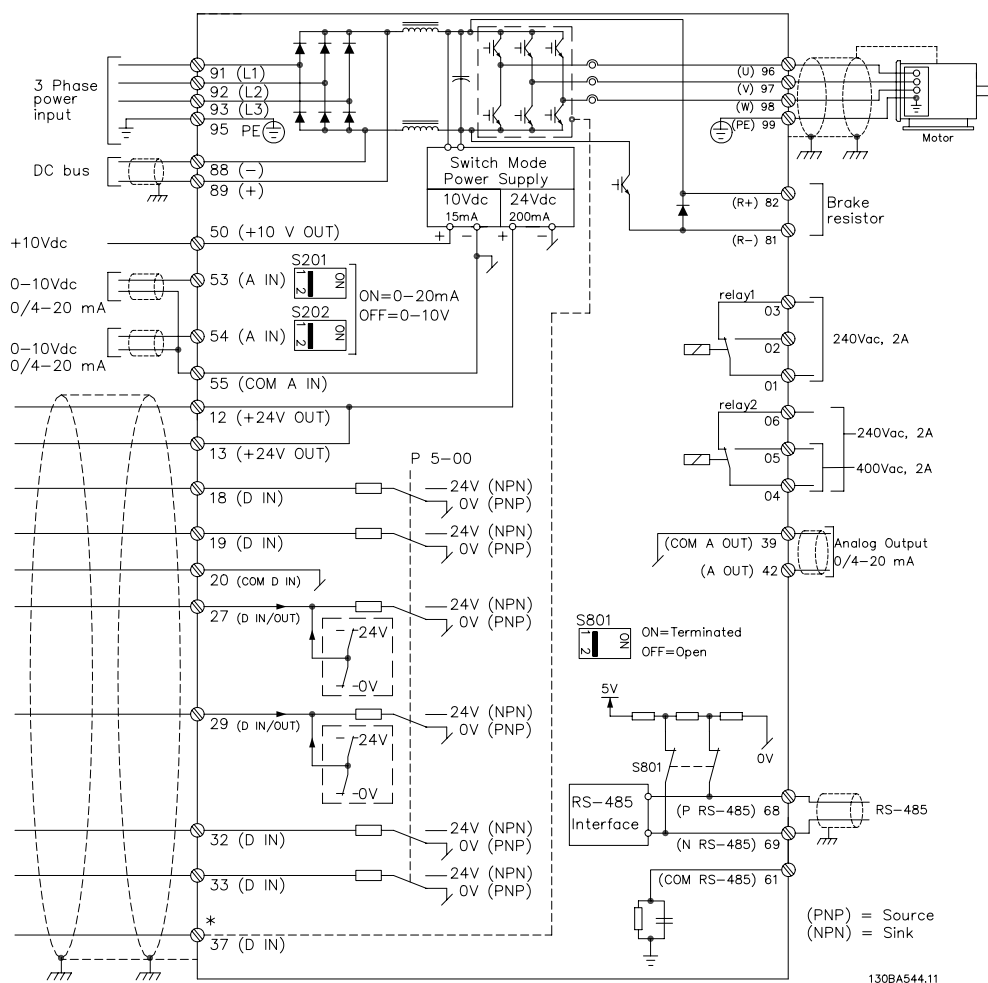 3 Phase
power
input
91 (L1)
92 (L2)
93 (L3)
95 PE
DC bus
88 (−)
89 (+)
+10Vdc
50 (+10 V OUT)
0−10Vdc
0/4−20 mA
53 (A IN)
0−10Vdc
0/4−20 mA
54 (A IN)
55 (COM A IN)
12 (+24V OUT)
13 (+24V OUT)
18 (D IN)
19 (D IN)
20 (COM D IN)
27 (D IN/OUT)
29 (D IN/OUT)
32 (D IN)
33 (D IN)
*
37 (D IN)
Switch Mode
Power Supply
10Vdc
15mA
24Vdc
200mA
+ − + −
S201
1 2 ON
S202
1 2 ON
ON=0−20mA
OFF=0−10V
P 5−00
24V (NPN)
0V (PNP)
24V (NPN)
0V (PNP)
24V (NPN)
0V (PNP)
24V
0V
24V (NPN)
0V (PNP)
24V
0V
24V (NPN)
0V (PNP)
24V (NPN)
0V (PNP)
(U) 96
(V) 97
(W) 98
(PE) 99
Motor
(R+) 82
(R−) 81
Brake
resistor
relay1
03
02
01
240Vac, 2A
relay2
06
05
04
240Vac, 2A
400Vac, 2A
(COM A OUT) 39
(A OUT) 42
Analog Output
0/4−20 mA
S801
1 2 ON
ON=Terminated
OFF=Open
5V
0V
S801
RS−485
Interface
(P RS−485) 68
(N RS−485) 69
(COM RS−485) 61
RS−485
(PNP) = Source
(NPN) = Sink
130BA544.11